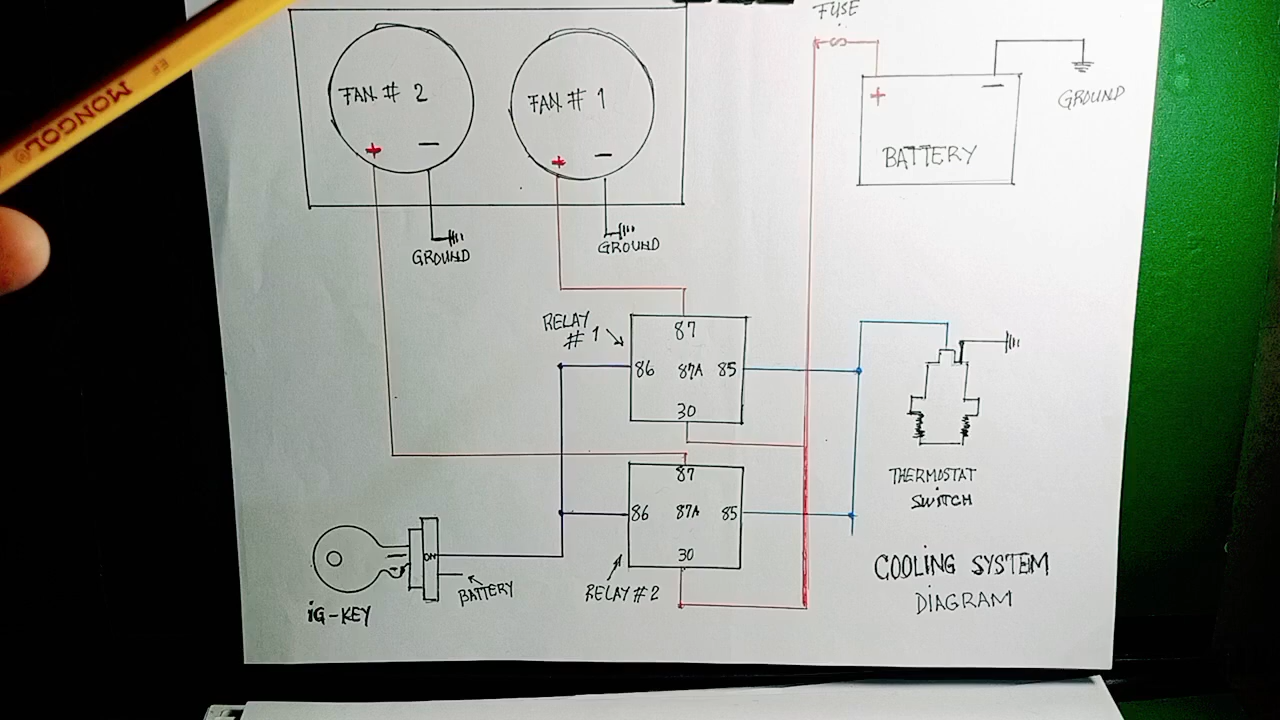 MONGOL® EF
FUSE
FAN # 2
FAN # 1
+ −
+ −
+ −
GROUND
BATTERY
GROUND
GROUND
RELAY
# 1
87
86 87A 85
30
THERMOSTAT
SWITCH
87
86 87A 85
30
ON
BATTERY
RELAY # 2
iG-KEY
COOLiNG SYSTEM
DIAGRAM